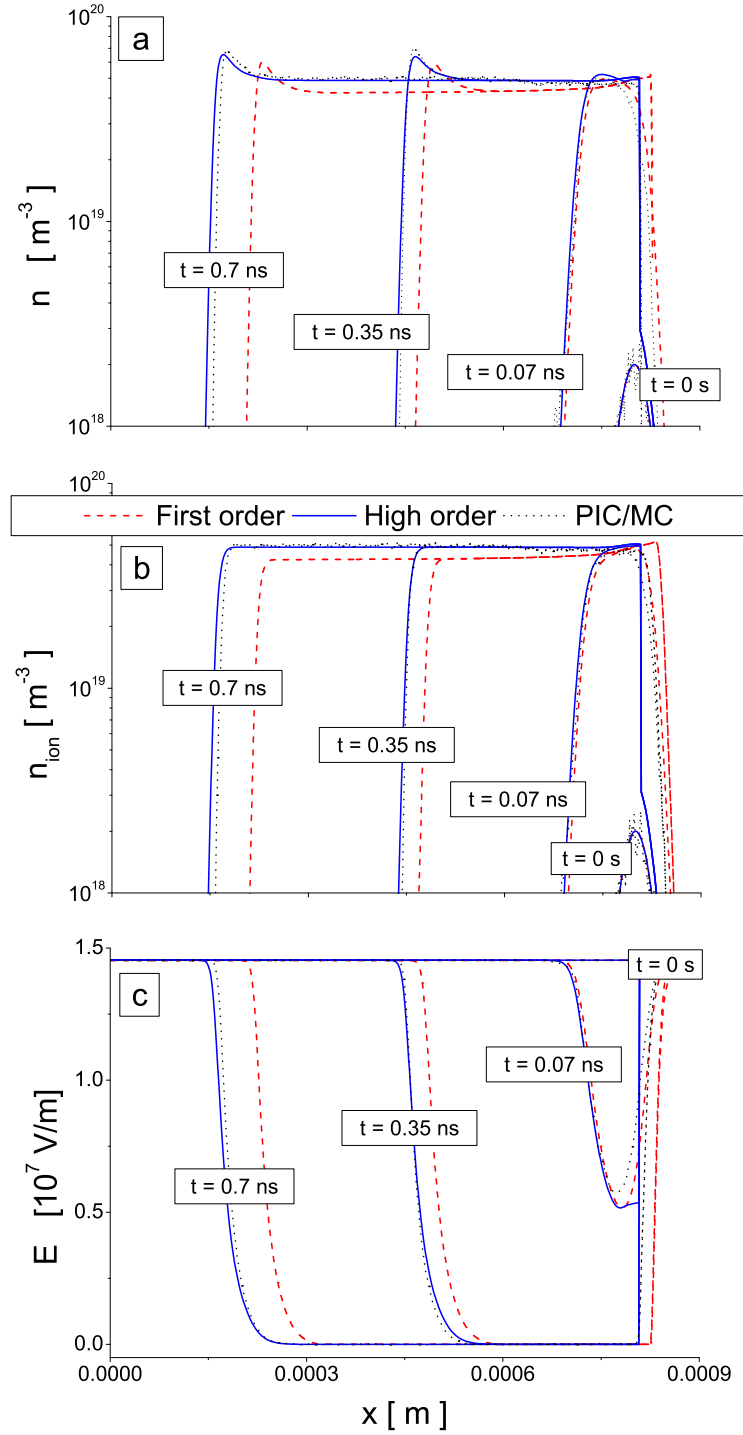 10^20
a
10^19
n [ m^-3 ]
t = 0.7 ns
t = 0.35 ns
t = 0.07 ns
t = 0 s
10^18
10^20
First order High order PIC/MC
b
10^19
n_ion [ m^-3 ]
t = 0.7 ns
t = 0.35 ns
t = 0.07 ns
t = 0 s
10^18
1.5
c
t = 0 s
t = 0.07 ns
1.0
E [10^7 V/m]
t = 0.35 ns
t = 0.7 ns
0.5
0.0
0.0000 0.0003 0.0006 0.0009
x [ m ]